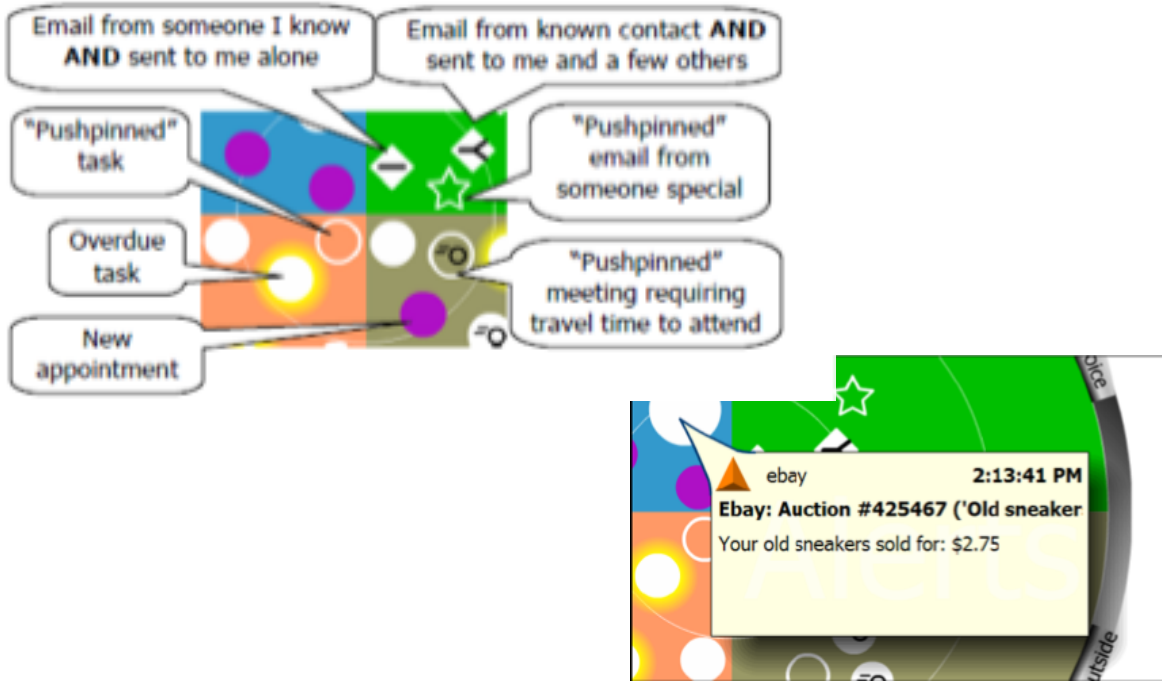 Email from someone I know
AND sent to me alone
Email from known contact AND
sent to me and a few others
"Pushpinned"
task
"Pushpinned"
email from
someone special
Overdue
task
"Pushpinned"
meeting requiring
travel time to attend
New
appointment
oice
ebay 2:13:41 PM
Ebay: Auction #425467 ('Old sneaker
Your old sneakers sold for: $2.75
Alerts
utside